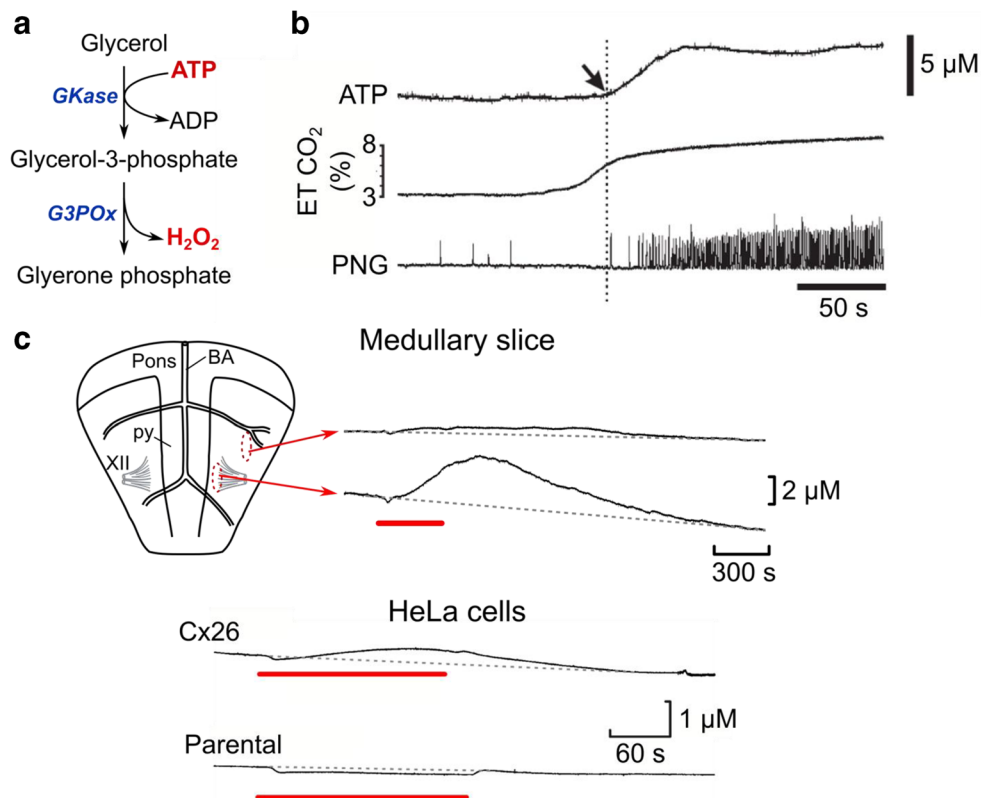 a
Glycerol
ATP
GKase
ADP
Glycerol-3-phosphate
G3POx
H₂O₂
Glyerone phosphate
b
5 µM
ATP
ET CO₂
(%)
8
3
PNG
50 s
c
Medullary slice
Pons
BA
py
XII
2 µM
300 s
HeLa cells
Cx26
1 µM
60 s
Parental